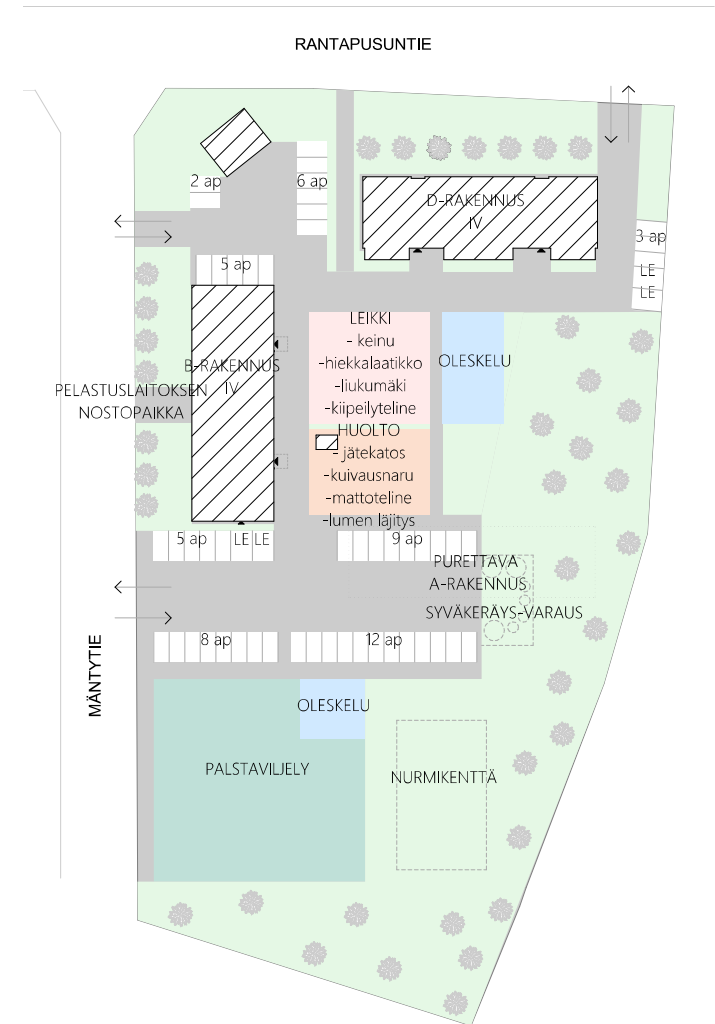 RANTAPUSUNTIE
2 ap
6 ap
D-RAKENNUS
IV
3 ap
LE
LE
5 ap
B-RAKENNUS
IV
PELASTUSLAITOKSEN
NOSTOPAIKKA
LEIKKI
- keinu
-hiekkalaatikko
-liukumäki
-kiipeilyteline
OLESKELU
HUOLTO
- jätekatos
-kuivausnaru
-mattoteline
-lumen läjitys
5 ap
LE LE
9 ap
PURETTAVA
A-RAKENNUS
SYVÄKERÄYS-VARAUS
8 ap
12 ap
MÄNTYTIE
OLESKELU
PALSTAVILJELY
NURMIKENTTÄ